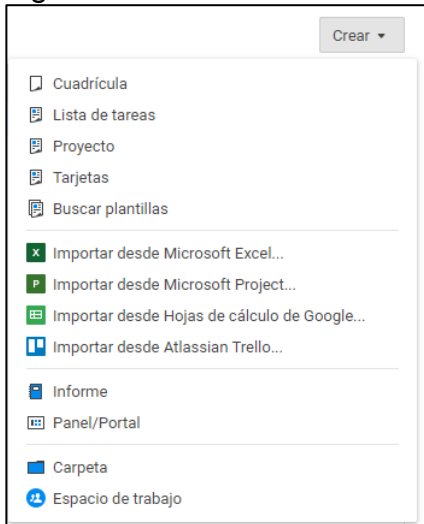 Crear
Cuadrícula
Lista de tareas
Proyecto
Tarjetas
Buscar plantillas
Importar desde Microsoft Excel...
Importar desde Microsoft Project...
Importar desde Hojas de cálculo de Google...
Importar desde Atlassian Trello...
Informe
Panel/Portal
Carpeta
Espacio de trabajo